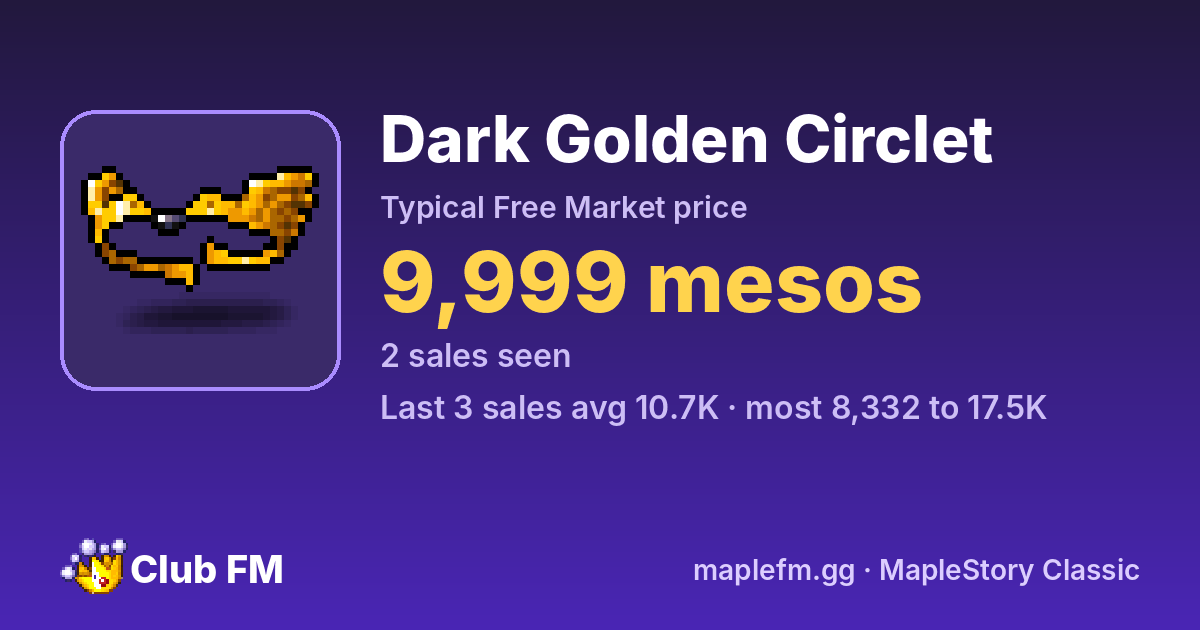 Dark Golden Circlet
Typical Free Market price
9,999 mesos
2 sales seen
Last 3 sales avg 10.7K · most 8,332 to 17.5K
Club FM
maplefm.gg · MapleStory Classic